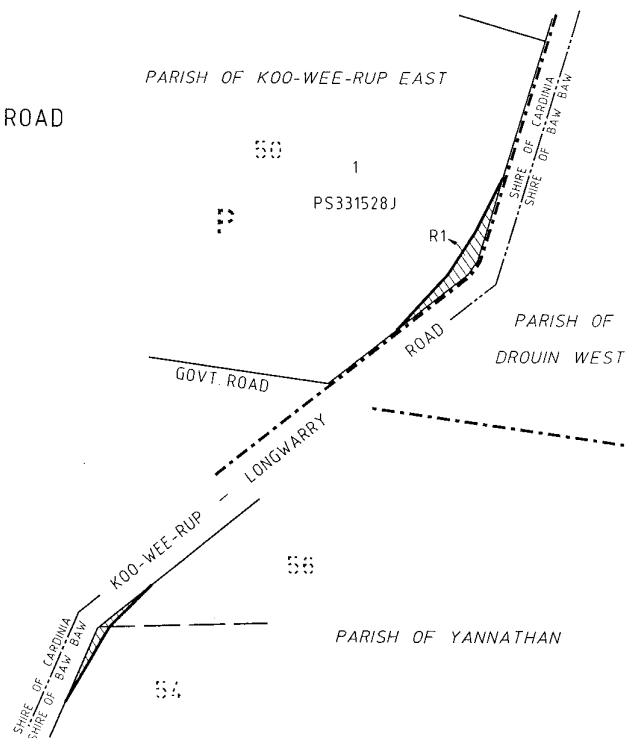 PARISH OF KOO-WEE-RUP EAST
ROAD
50
1
P
PS331528J
R1
SHIRE OF CARDINIA
SHIRE OF BAW BAW
PARISH OF
DROUIN WEST
ROAD
GOVT. ROAD
LONGWARRY
KOO-WEE-RUP -
56
PARISH OF YANNATHAN
54
SHIRE OF CARDINIA
SHIRE OF BAW BAW